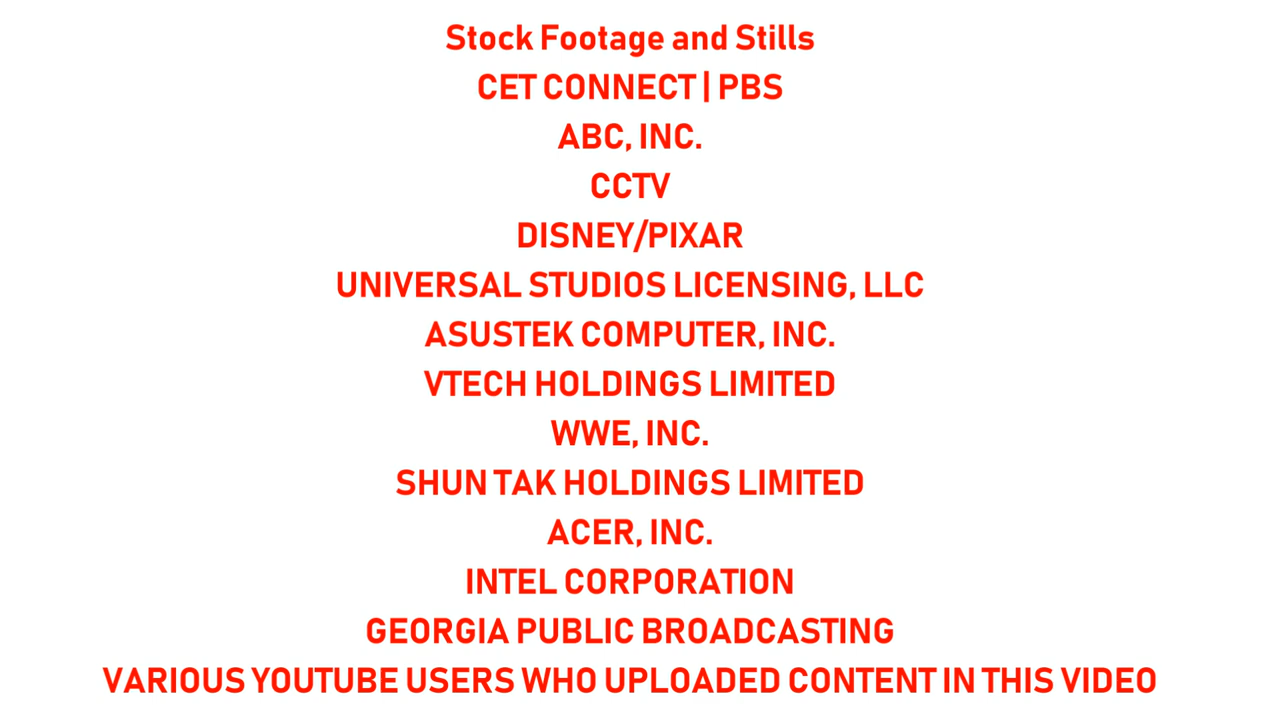 Stock Footage and Stills
CET CONNECT | PBS
ABC, INC.
CCTV
DISNEY/PIXAR
UNIVERSAL STUDIOS LICENSING, LLC
ASUSTEK COMPUTER, INC.
VTECH HOLDINGS LIMITED
WWE, INC.
SHUN TAK HOLDINGS LIMITED
ACER, INC.
INTEL CORPORATION
GEORGIA PUBLIC BROADCASTING
VARIOUS YOUTUBE USERS WHO UPLOADED CONTENT IN THIS VIDEO